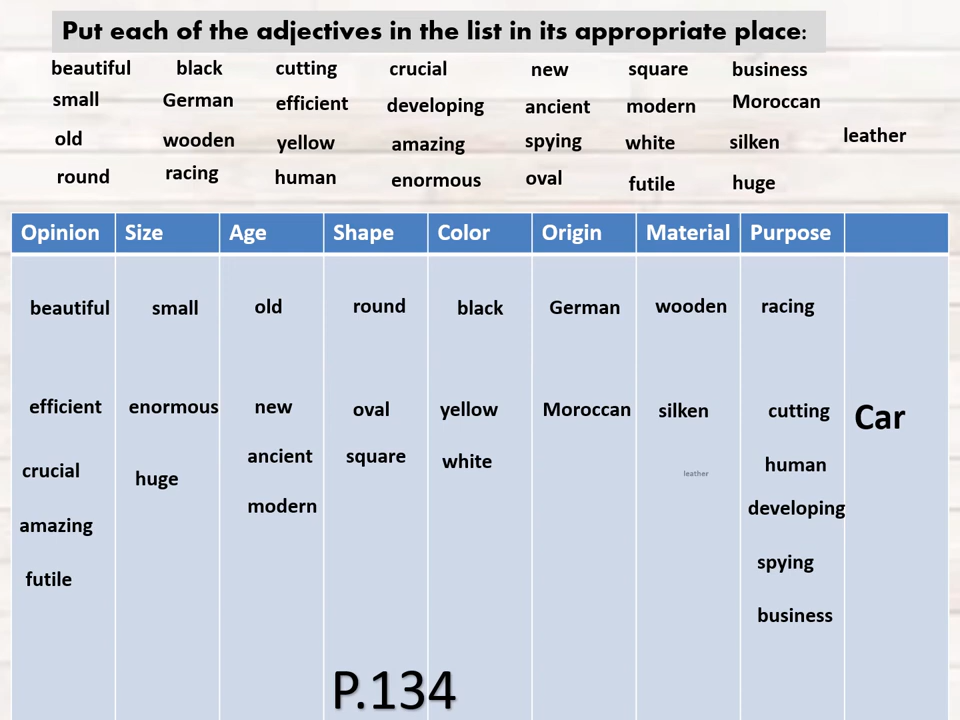 Put each of the adjectives in the list in its appropriate place:
beautiful black cutting crucial new square business
small German efficient developing ancient modern Moroccan
old wooden yellow amazing spying white silken leather
round racing human enormous oval futile huge
Opinion Size Age Shape Color Origin Material Purpose
beautiful small old round black German wooden racing
efficient enormous new oval yellow Moroccan silken cutting Car
crucial huge ancient square white leather human
amazing modern developing
futile spying
business
P.134